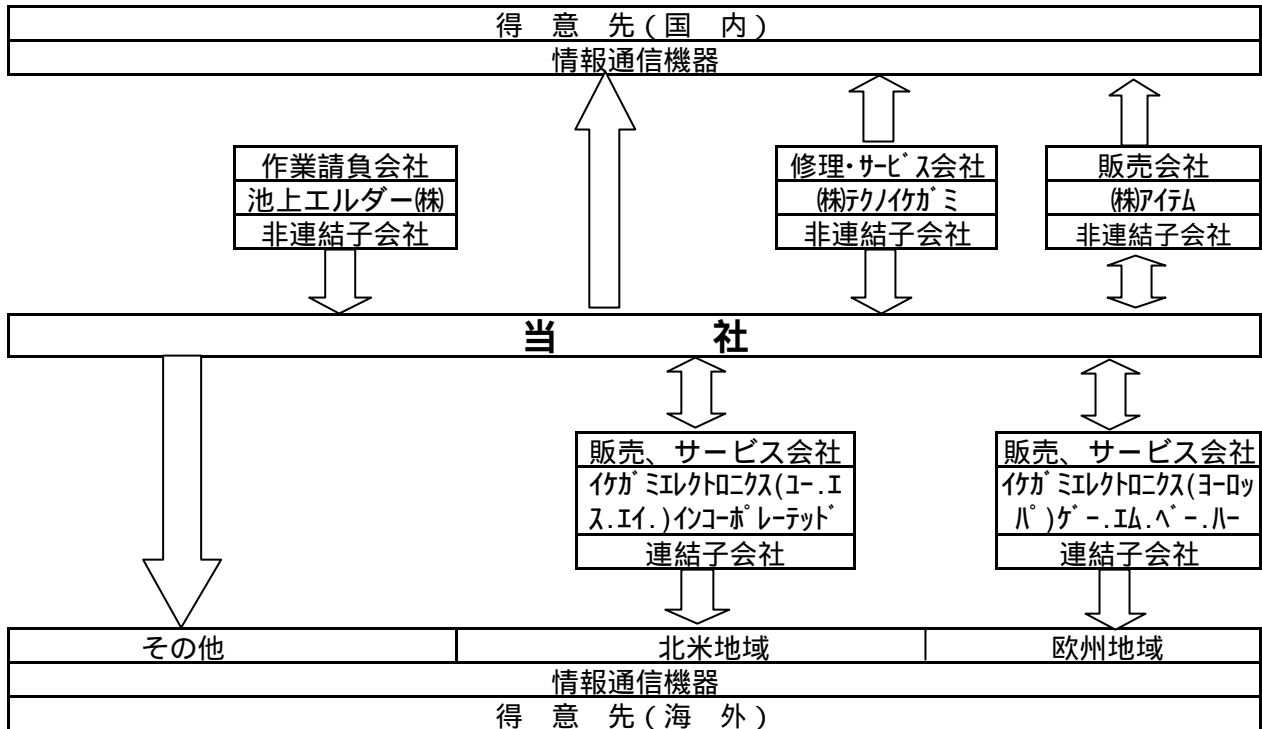 得 意 先(国 内)
情報通信機器
作業請負会社
池上エルダー㈱
非連結子会社
修理・ｻｰﾋﾞｽ会社
㈱ﾃｸﾉｲｹｶﾞﾐ
非連結子会社
販売会社
㈱ｱｲﾃﾑ
非連結子会社
当 社
販売、サービス会社
ｲｹｶﾞﾐｴﾚｸﾄﾛﾆｸｽ(ﾕｰ.ｴ
ｽ.ｴｲ.)ｲﾝｺｰﾎﾟﾚｰﾃｯﾄﾞ
連結子会社
販売、サービス会社
ｲｹｶﾞﾐｴﾚｸﾄﾛﾆｸｽ(ﾖｰﾛｯ
ﾊﾟ)ｹﾞｰ.ｴﾑ.ﾍﾞｰ.ﾊｰ
連結子会社
その他 北米地域 欧州地域
情報通信機器
得 意 先(海 外)